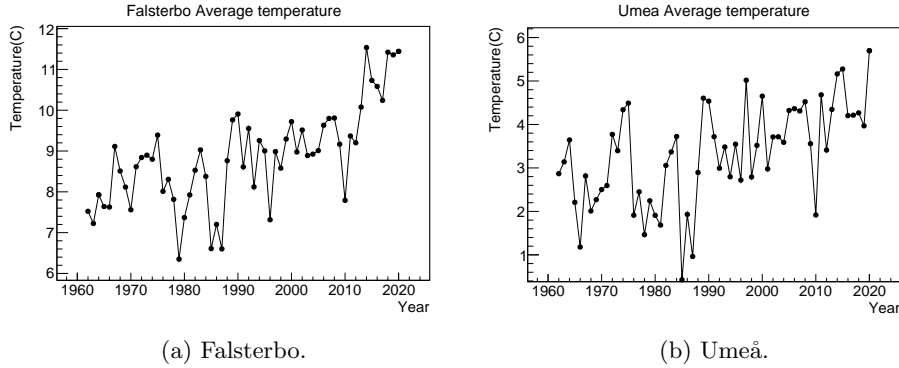 Falsterbo Average temperature
Temperature(C)
12
11
10
9
8
7
6
1960 1970 1980 1990 2000 2010 2020
Year
(a) Falsterbo.
Umea Average temperature
Temperature(C)
6
5
4
3
2
1
1960 1970 1980 1990 2000 2010 2020
Year
(b) Umeå.